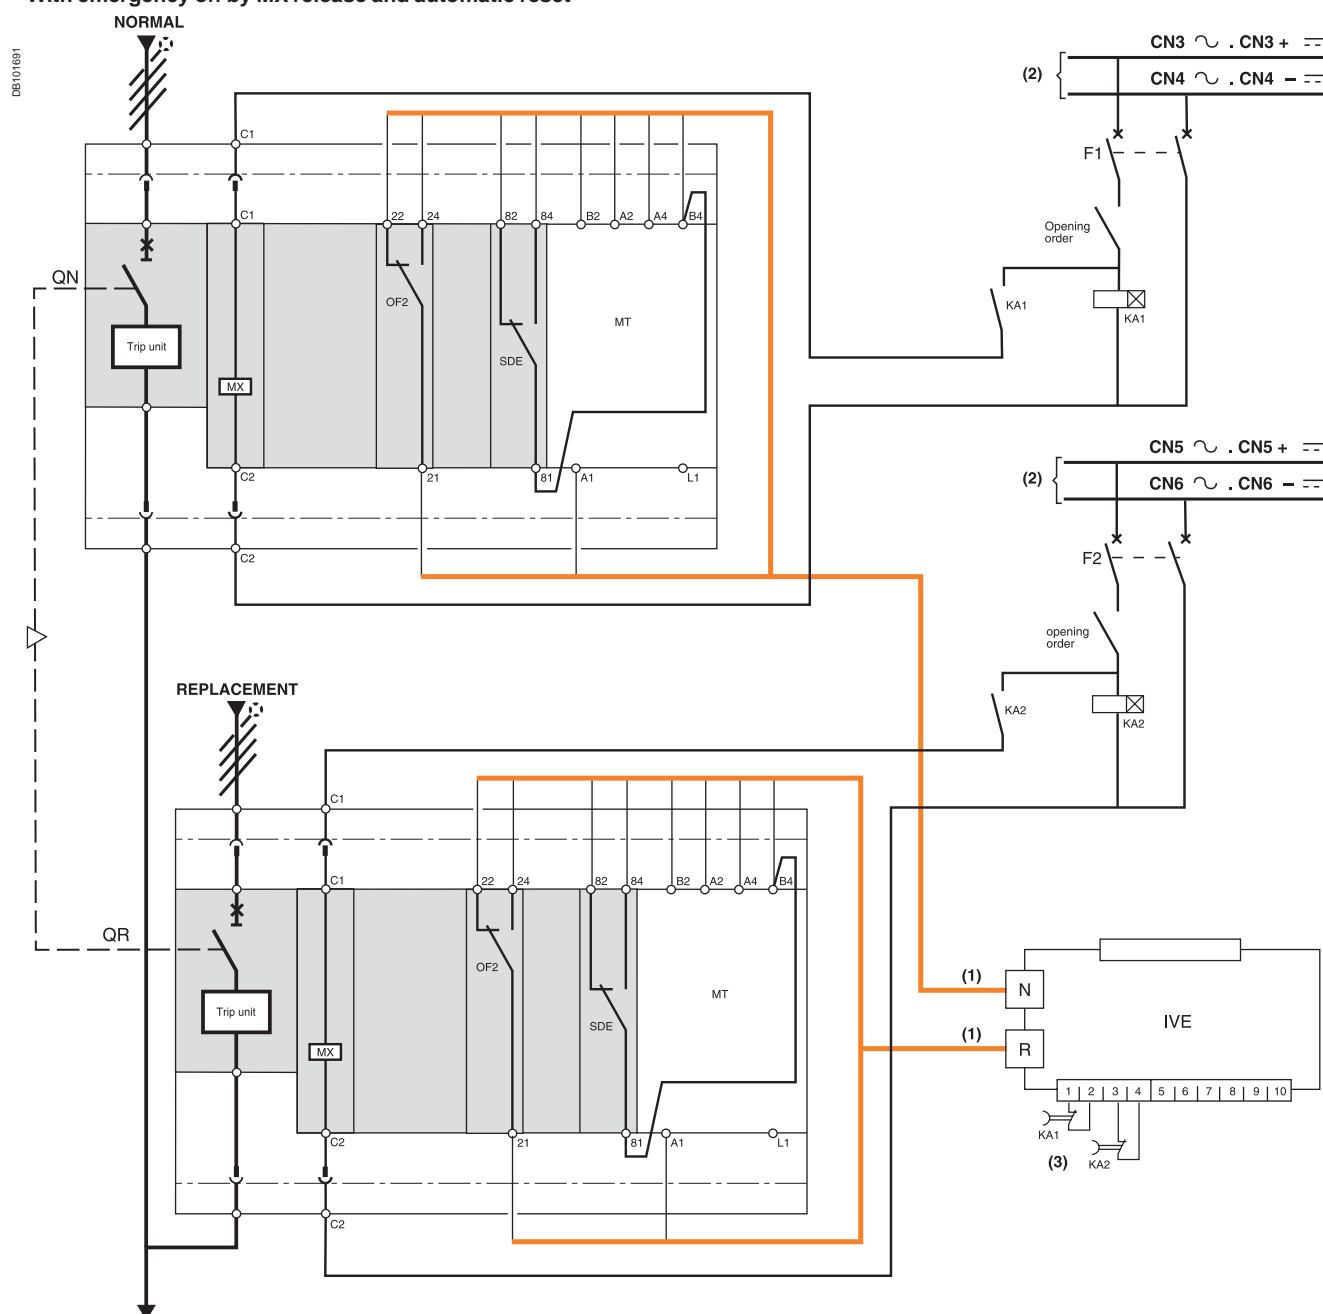 With emergency off by MX release and automatic reset
NORMAL
DB101691
CN3 . CN3 +
(2)
CN4 . CN4 –
C1
F1
C1
22 24 82 84 B2 A2 A4 B4
Opening
order
QN
OF2
KA1
KA1
MT
Trip unit
SDE
MX
CN5 . CN5 +
C2 21 81 A1 L1
(2)
CN6 . CN6 –
C2
F2
opening
order
REPLACEMENT
KA2
KA2
C1
C1
22 24 82 84 B2 A2 A4 B4
QR
OF2
(1)
N
MT
Trip unit
SDE
IVE
(1)
R
MX
1 2 3 4 5 6 7 8 9 10
KA1
C2 21 81 A1 L1
(3)
KA2
C2